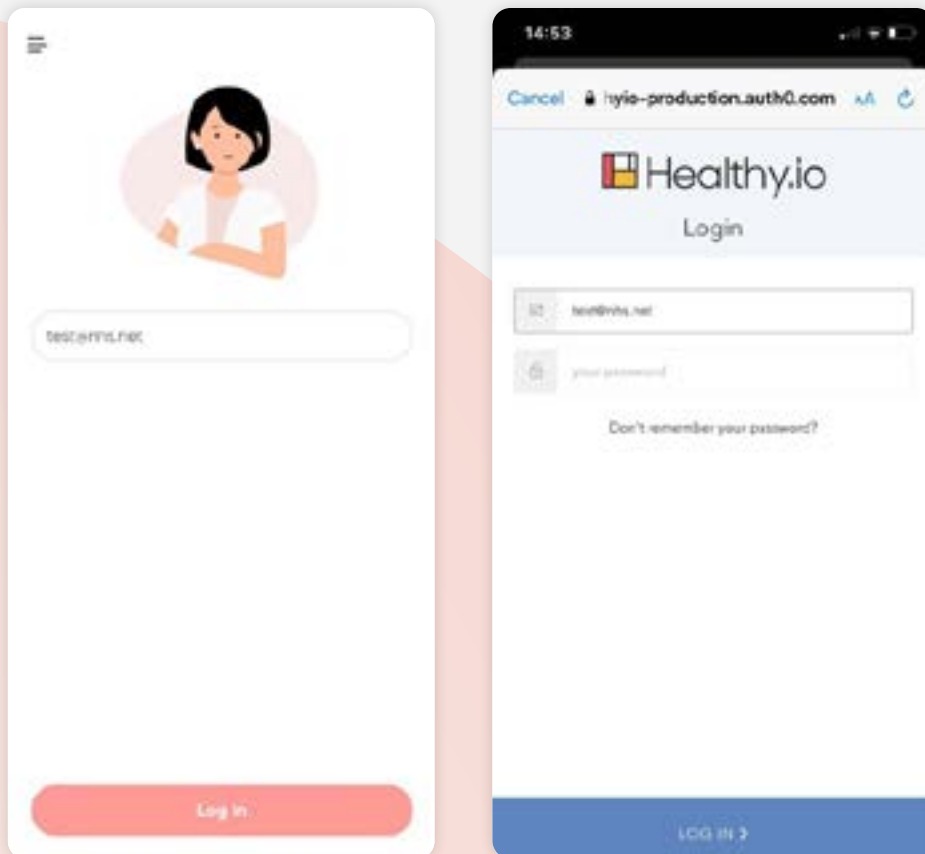 test@nhs.net
Log in
14:53
Cancel hyio-production.auth0.com AA
Healthy.io
Login
test@nhs.net
your password
Don't remember your password?
LOG IN >